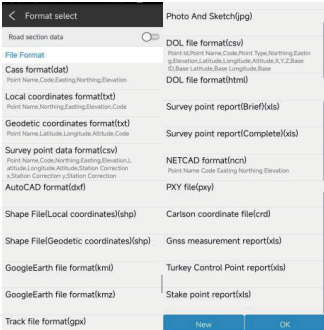 Format select
Road section data
File Format
Cass format(dat)
Point Name,Code,Easting,Northing,Elevation
Local coordinates format(txt)
Point Name,Northing,Easting,Elevation,Code
Geodetic coordinates format(txt)
Point Name,Latitude,Longitude,Altitude,Code
Survey point data format(csv)
Point Name,Code,Northing,Easting,Elevation,L
atitude,Longitude,Altitude,Station Correction
x,Station Correction y,Station Correction
AutoCAD format(dxf)
Shape File(Local coordinates)(shp)
Shape File(Geodetic coordinates)(shp)
GoogleEarth file format(kml)
GoogleEarth file format(kmz)
Track file format(gpx)
Photo And Sketch(jpg)
DOL file format(csv)
Point Id,Point Name,Code,Point Type,Northing,Eastin
g,Elevation,Latitude,Longitude,Altitude,X,Y,Z,Base
ID,Base Latitude,Base Longitude,Base
DOL file format(html)
Survey point report(Brief)(xls)
Survey point report(Complete)(xls)
NETCAD format(ncn)
Point Name Code Easting Northing Elevation
PXY file(pxy)
Carlson coordinate file(crd)
Gnss measurement report(xls)
Turkey Control Point report(xls)
Stake point report(xls)
New
OK